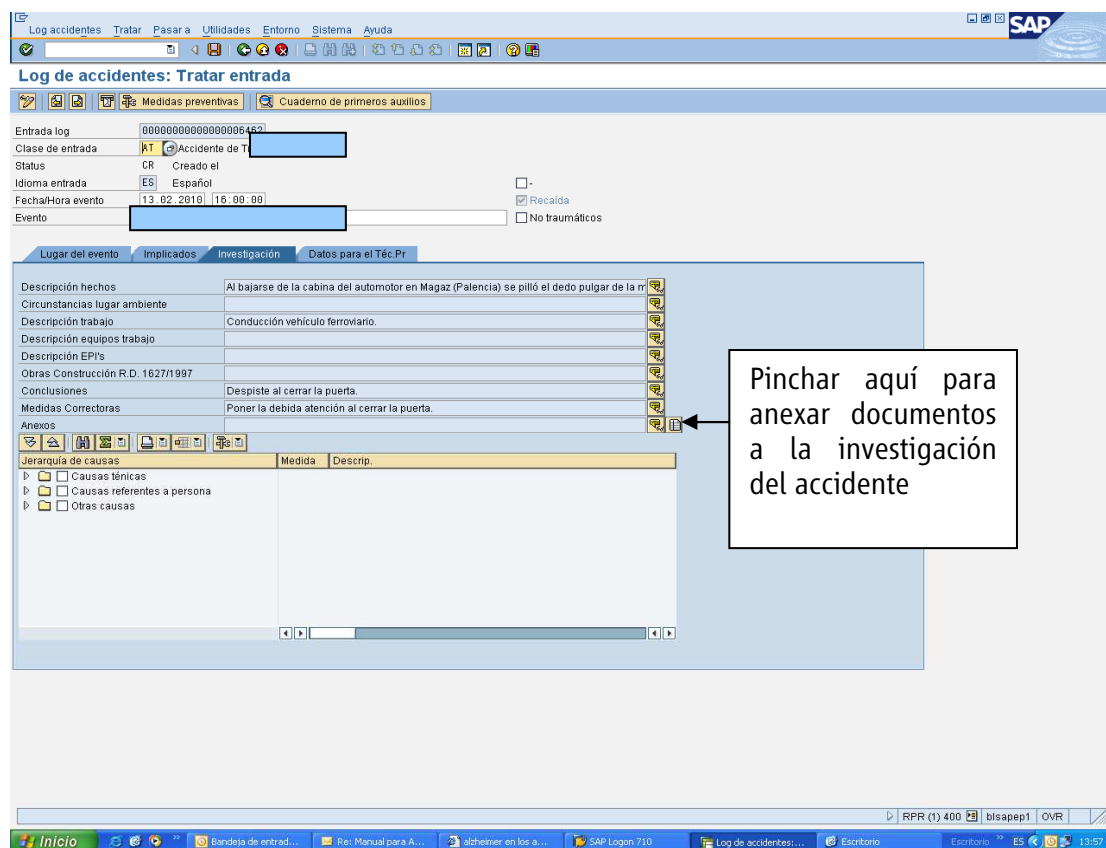 Log accidentes Tratar Pasar a Utilidades Entorno Sistema Ayuda
SAP
Log de accidentes: Tratar entrada
Medidas preventivas Cuaderno de primeros auxilios
Entrada log 00000000000000006462
Clase de entrada AT Accidente de
Status CR Creado el
Idioma entrada ES Español -
Fecha/Hora evento 13.02.2010 16:00:00 Recaída
Evento No traumáticos
Lugar del evento Implicados Investigación Datos para el Téc.Pr
Descripción hechos Al bajarse de la cabina del automotor en Magaz (Palencia) se pilló el dedo pulgar de la m
Circunstancias lugar ambiente
Descripción trabajo Conducción vehículo ferroviario.
Descripción equipos trabajo
Descripción EPI's
Obras Construcción R.D. 1627/1997
Conclusiones Despiste al cerrar la puerta.
Medidas Correctoras Poner la debida atención al cerrar la puerta.
Anexos
Jerarquía de causas Medida Descrip.
Causas ténicas
Causas referentes a persona
Otras causas
Pinchar aquí para
anexar documentos
a la investigación
del accidente
RPR (1) 400 blsapep1 OVR
Inicio Bandeja de entrad... Re: Manual para A... alzheimer en los a... SAP Logon 710 Log de accidentes:... Escritorio Escritorio ES 13:57